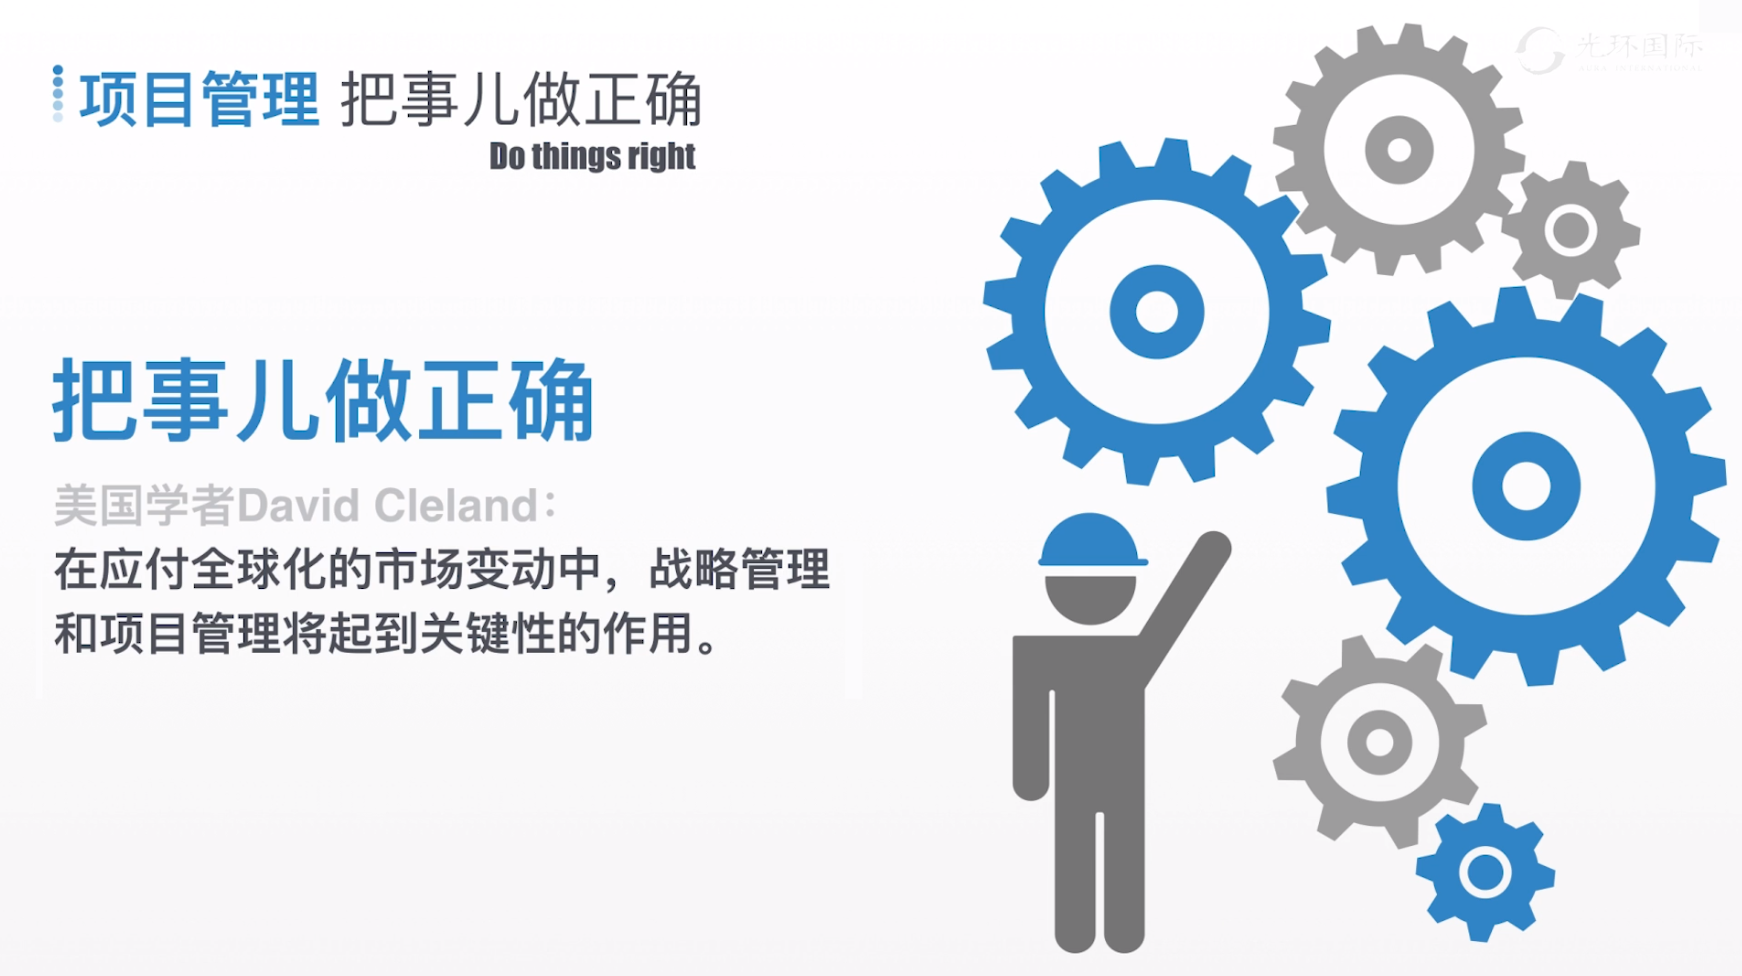 光环国际
项目管理 把事儿做正确
Do things right
把事儿做正确
美国学者David Cleland：
在应付全球化的市场变动中，战略管理
和项目管理将起到关键性的作用。